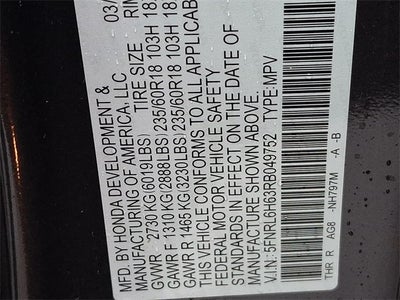 MFD. BY HONDA DEVELOPMENT & 03/
MANUFACTURING OF AMERICA, LLC
TIRE SIZE RIM
GVWR 2730 KG(6019LBS)
GAWR F 1310 KG(2888LBS) 235/60R18 103H 18
GAWR R 1465 KG(3230LBS) 235/60R18 103H 18
THIS VEHICLE CONFORMS TO ALL APPLICABLE
FEDERAL MOTOR VEHICLE SAFETY
STANDARDS IN EFFECT ON THE DATE OF
MANUFACTURE SHOWN ABOVE.
V.I.N.: 5FNRL6H63RB049752 TYPE:MPV
THR R AG8 -NH797M -A -B